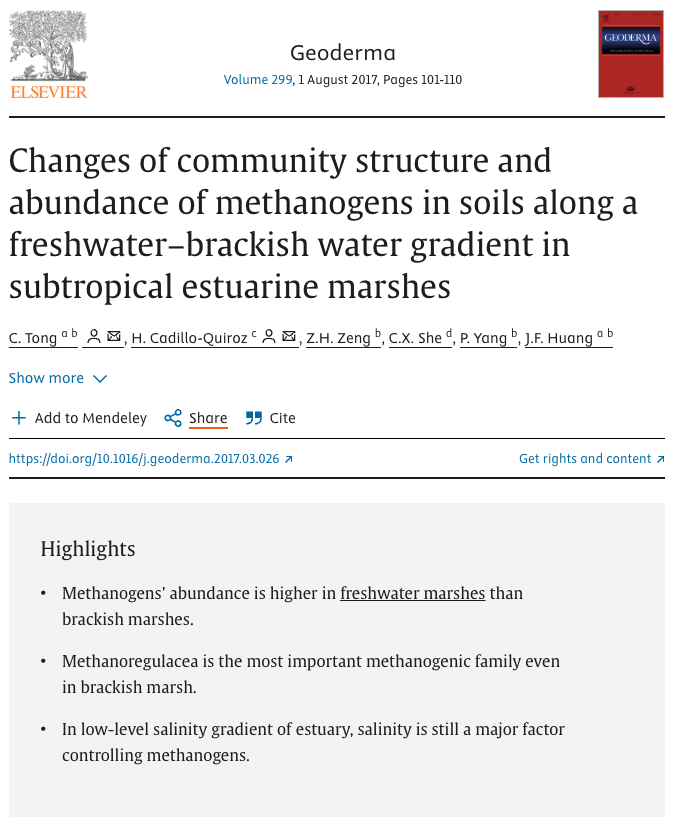 ELSEVIER
Geoderma
Volume 299, 1 August 2017, Pages 101-110
GEODERMA
Changes of community structure and
abundance of methanogens in soils along a
freshwater–brackish water gradient in
subtropical estuarine marshes
C. Tong a b, H. Cadillo-Quiroz c, Z.H. Zeng b, C.X. She d, P. Yang b, J.F. Huang a b
Show more
Add to Mendeley Share Cite
https://doi.org/10.1016/j.geoderma.2017.03.026
Get rights and content
Highlights
• Methanogens' abundance is higher in freshwater marshes than
brackish marshes.
• Methanoregulacea is the most important methanogenic family even
in brackish marsh.
• In low-level salinity gradient of estuary, salinity is still a major factor
controlling methanogens.